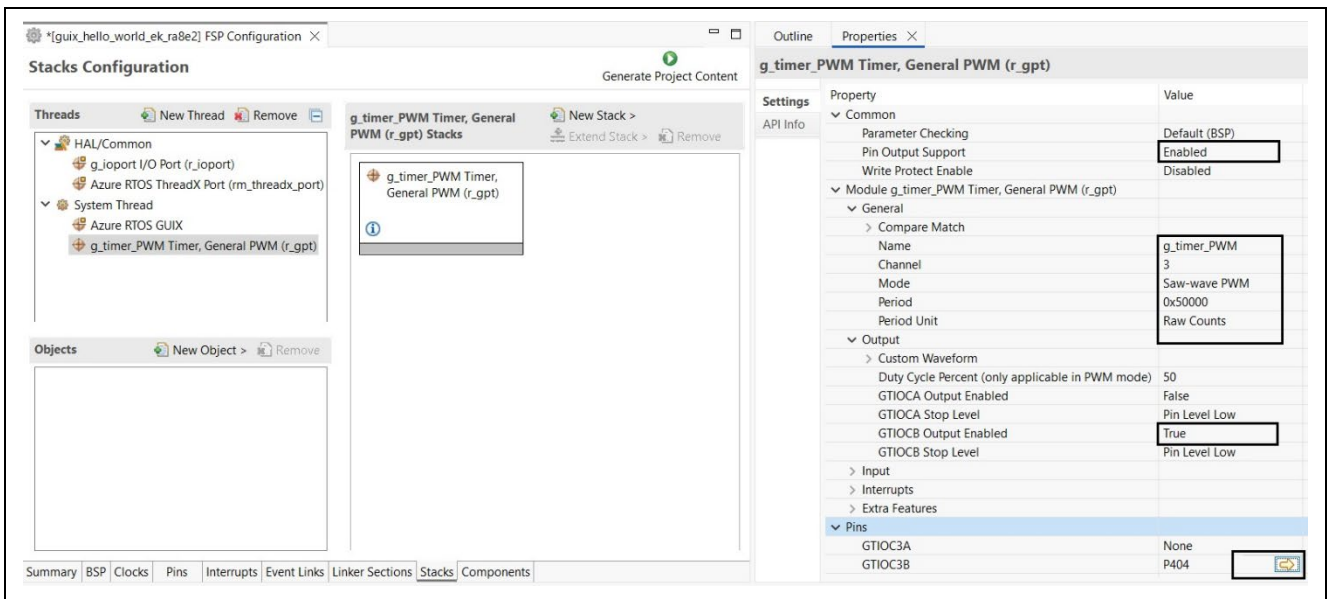 *[guix_hello_world_ek_ra8e2] FSP Configuration
Stacks Configuration
Generate Project Content
Threads New Thread Remove
HAL/Common
g_ioport I/O Port (r_ioport)
Azure RTOS ThreadX Port (rm_threadx_port)
System Thread
Azure RTOS GUIX
g_timer_PWM Timer, General PWM (r_gpt)
Objects New Object > Remove
g_timer_PWM Timer, General
PWM (r_gpt) Stacks
New Stack >
Extend Stack > Remove
g_timer_PWM Timer,
General PWM (r_gpt)
Summary BSP Clocks Pins Interrupts Event Links Linker Sections Stacks Components
Outline Properties
g_timer_PWM Timer, General PWM (r_gpt)
Settings
API Info
Property Value
Common
Parameter Checking Default (BSP)
Pin Output Support Enabled
Write Protect Enable Disabled
Module g_timer_PWM Timer, General PWM (r_gpt)
General
Compare Match
Name g_timer_PWM
Channel 3
Mode Saw-wave PWM
Period 0x50000
Period Unit Raw Counts
Output
Custom Waveform
Duty Cycle Percent (only applicable in PWM mode) 50
GTIOCA Output Enabled False
GTIOCA Stop Level Pin Level Low
GTIOCB Output Enabled True
GTIOCB Stop Level Pin Level Low
Input
Interrupts
Extra Features
Pins
GTIOC3A None
GTIOC3B P404